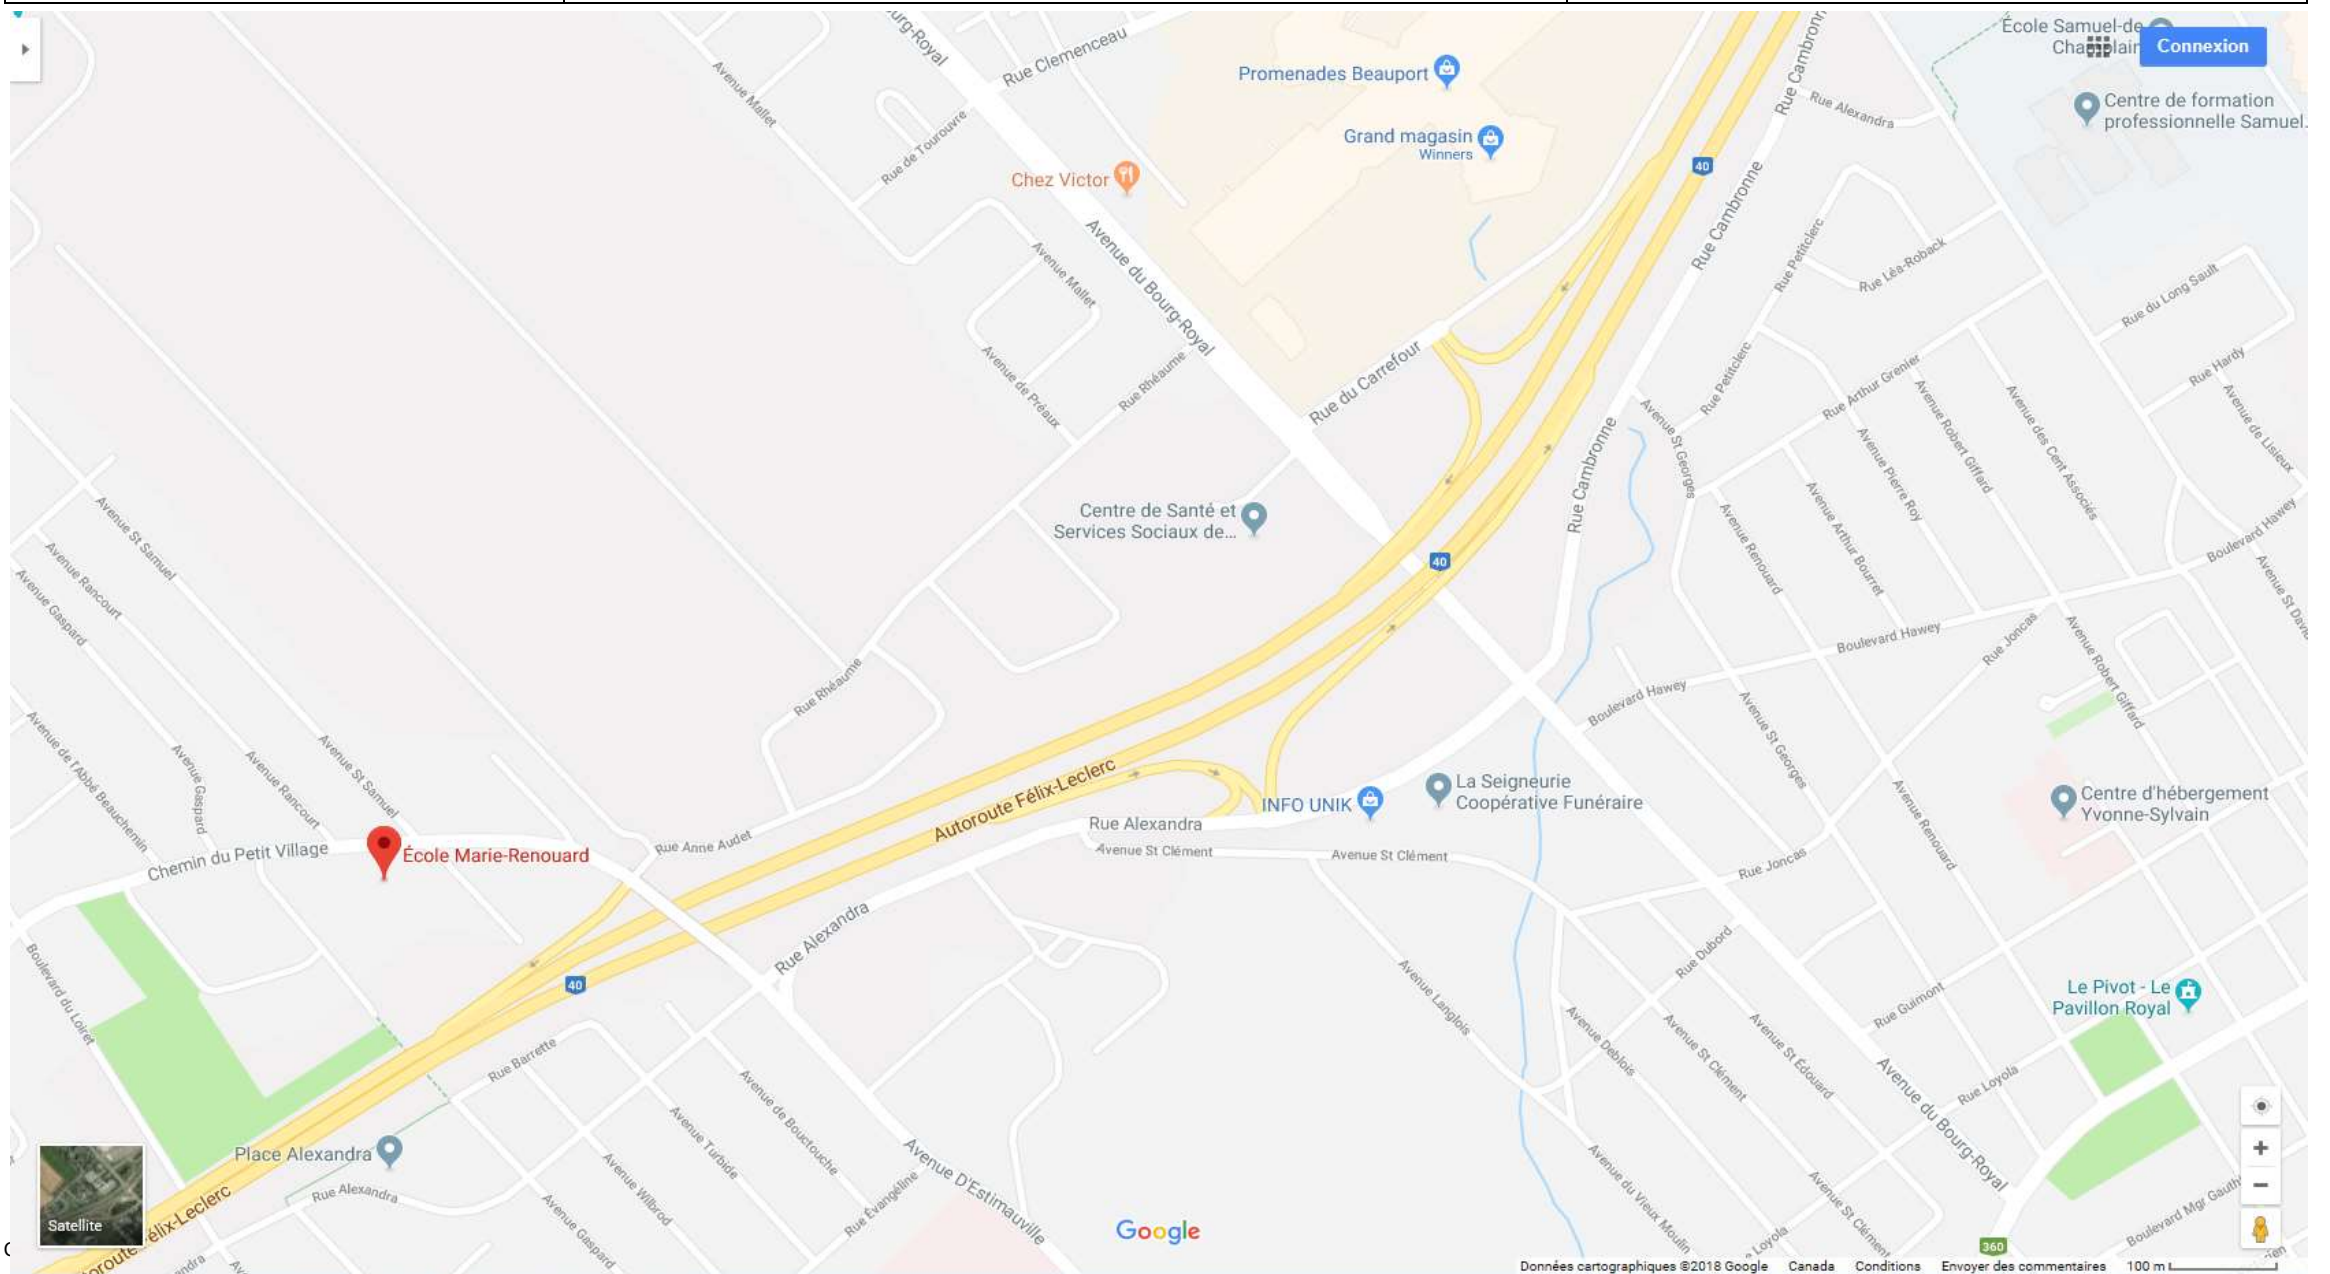 École Samuel-de
Connexion
Promenades Beauport
Rue Clemenceau
Rue Cambronne
Avenue Mallet
Centre de formation
professionnelle Samuel.
Rue Alexandra
Grand magasin
Winners
Rue de Tourouvre
40
Chez Victor
Rue Cambronne
Rue Petitclerc
Rue Léa-Roback
Avenue Mallet
Avenue du Bourg-Royal
Rue du Long Sault
Avenue de Préaux
Rue Rhéaume
Rue du Carrefour
Rue Petitclerc
Rue Arthur Grenier
Rue Hardy
Avenue St Georges
Avenue Robert Giffard
Avenue des Cent Associés
Avenue de Lisieux
Avenue Pierre Roy
Rue Cambronne
Centre de Santé et
Services Sociaux de...
Avenue Renouard
Avenue Arthur Bourret
Boulevard Hawey
Avenue St Samuel
Avenue Rancourt
Avenue Gaspard
40
Avenue St David
Boulevard Hawey
Rue Joncas
Avenue Robert Giffard
Rue Rhéaume
Boulevard Hawey
Avenue St Georges
Avenue de l'Abbé Beauchemin
Avenue Gaspard
Avenue Rancourt
Avenue St Samuel
Autoroute Félix-Leclerc
INFO UNIK
La Seigneurie
Coopérative Funéraire
Avenue Renouard
Centre d'hébergement
Yvonne-Sylvain
Rue Alexandra
Rue Anne Audet
École Marie-Renouard
Chemin du Petit Village
Avenue St Clément
Avenue St Clément
Rue Joncas
Rue Alexandra
Rue Dubord
Boulevard du Loiret
40
Avenue Langlois
Le Pivot - Le
Pavillon Royal
Rue Guimont
Rue Barrette
Avenue Deblois
Avenue St Clément
Avenue St Édouard
Avenue du Bourg-Royal
Rue Loyola
Avenue de Bouctouche
Avenue Turbide
Place Alexandra
Avenue D'Estimauville
Rue Alexandra
Avenue Wilbrod
Avenue Gaspard
Rue Évangéline
Avenue du Vieux Moulin
Avenue St Clément
Loyola
Boulevard Mgr Gauth
Satellite
Google
360
Données cartographiques ©2018 Google Canada Conditions Envoyer des commentaires 100 m